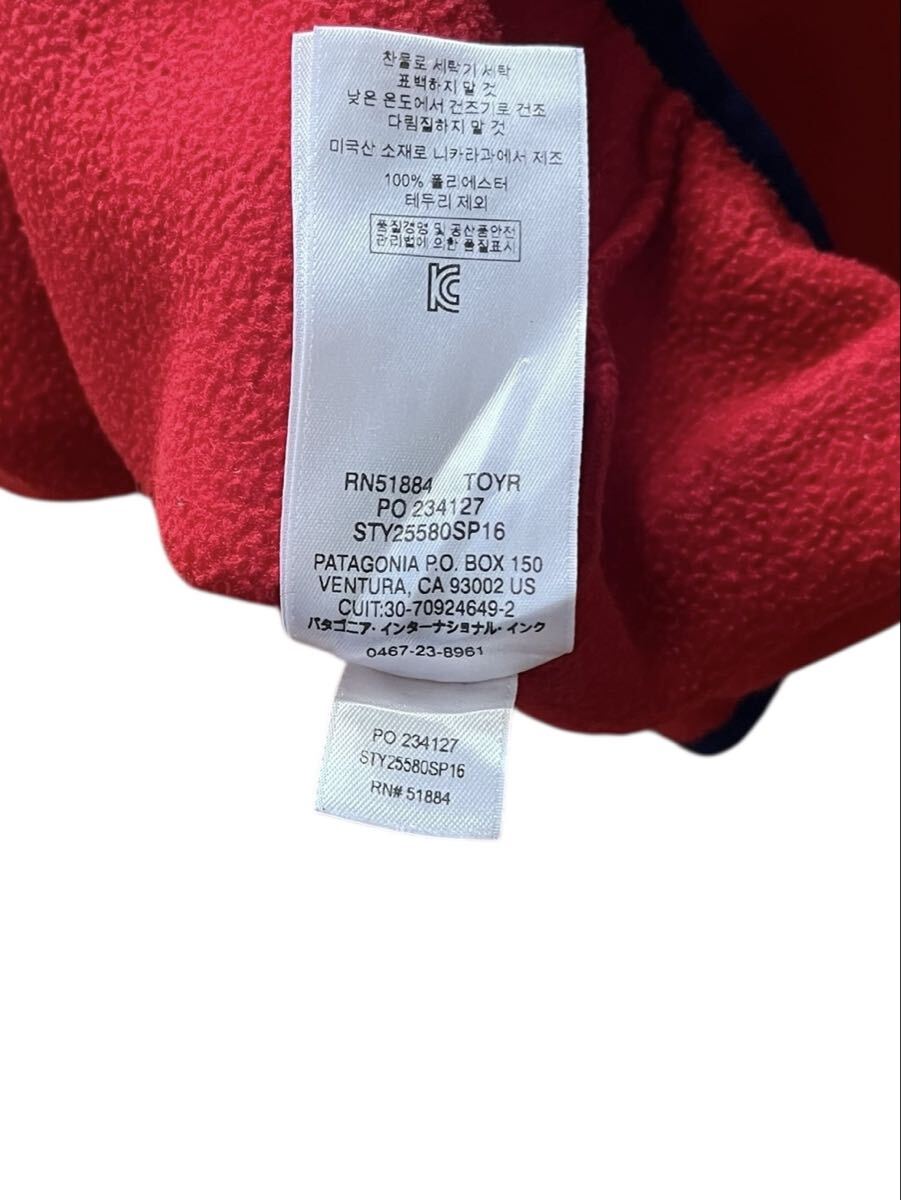 찬물로 세탁기 세탁
표백하지 말 것
낮은 온도에서 건조기로 건조
다림질하지 말 것
미국산 소재로 니카라과에서 제조
100% 폴리에스터
테두리 제외
품질경영 및 공산품안전
관리법에 의한 품질표시
KC
RN51884 TOYR
PO 234127
STY25580SP16
PATAGONIA P.O. BOX 150
VENTURA, CA 93002 US
CUIT:30-70924649-2
パタゴニア・インターナショナル・インク
0467-23-8961
PO 234127
STY25580SP16
RN# 51884